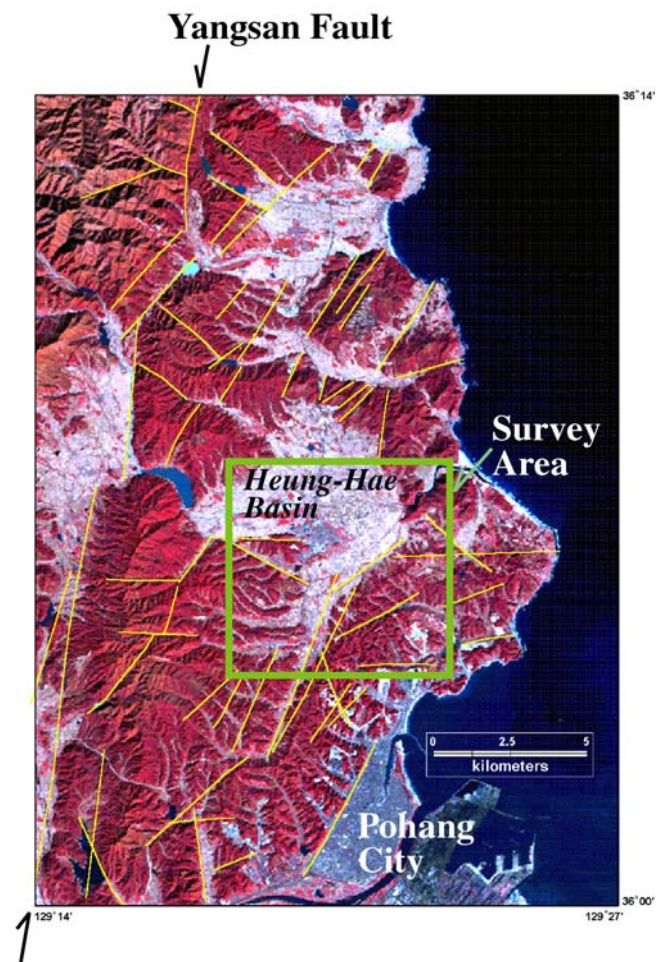 Yangsan Fault
36°14'
Survey
Area
Heung-Hae
Basin
0 2.5 5
kilometers
Pohang
City
36°00'
129°14'
129°27'